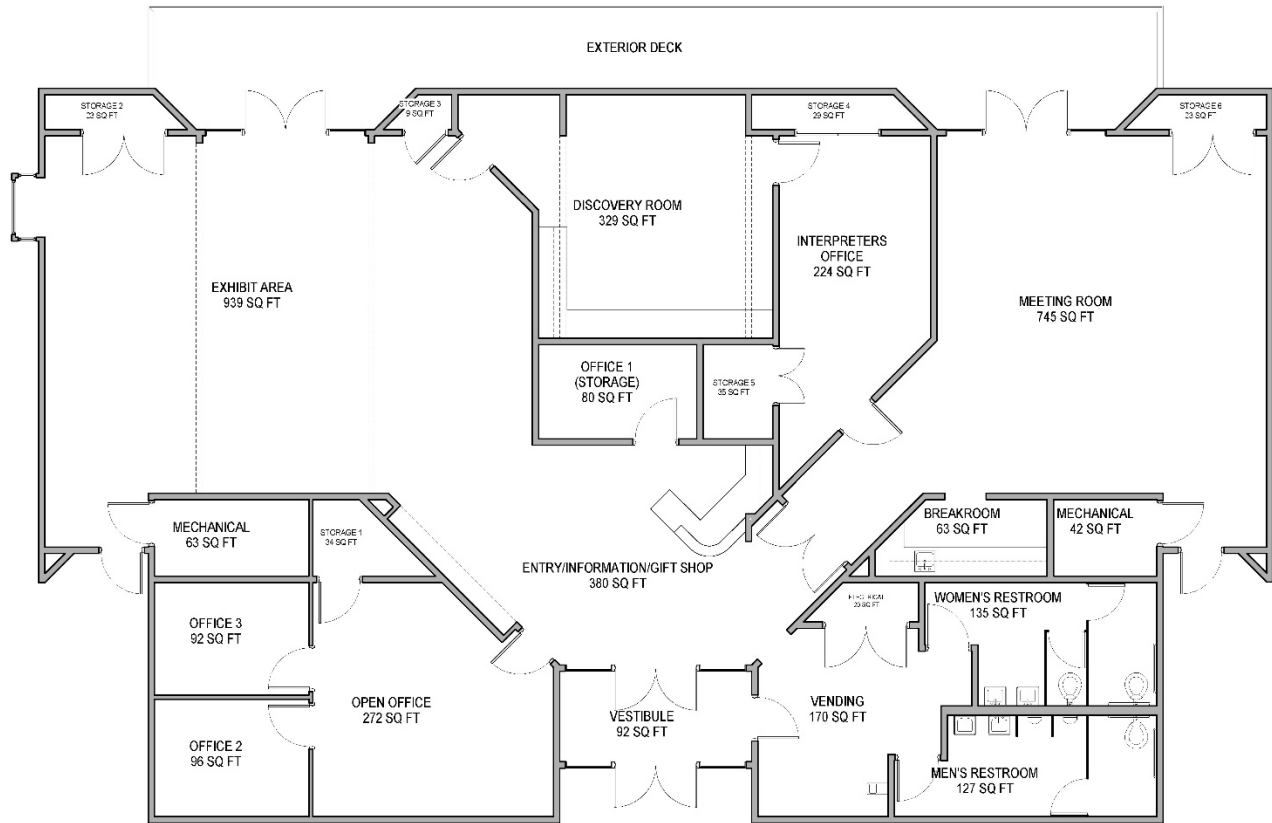 EXTERIOR DECK
STORAGE 2
23 SQ FT
STORAGE 3
9 SQ FT
STORAGE 4
29 SQ FT
STORAGE 6
23 SQ FT
DISCOVERY ROOM
329 SQ FT
INTERPRETERS
OFFICE
224 SQ FT
EXHIBIT AREA
939 SQ FT
MEETING ROOM
745 SQ FT
OFFICE 1
(STORAGE)
80 SQ FT
STORAGE 5
35 SQ FT
MECHANICAL
63 SQ FT
STORAGE 1
34 SQ FT
BREAKROOM
63 SQ FT
MECHANICAL
42 SQ FT
ENTRY/INFORMATION/GIFT SHOP
380 SQ FT
ELECTRICAL
20 SQ FT
WOMEN'S RESTROOM
135 SQ FT
OFFICE 3
92 SQ FT
OPEN OFFICE
272 SQ FT
VESTIBULE
92 SQ FT
VENDING
170 SQ FT
OFFICE 2
96 SQ FT
MEN'S RESTROOM
127 SQ FT